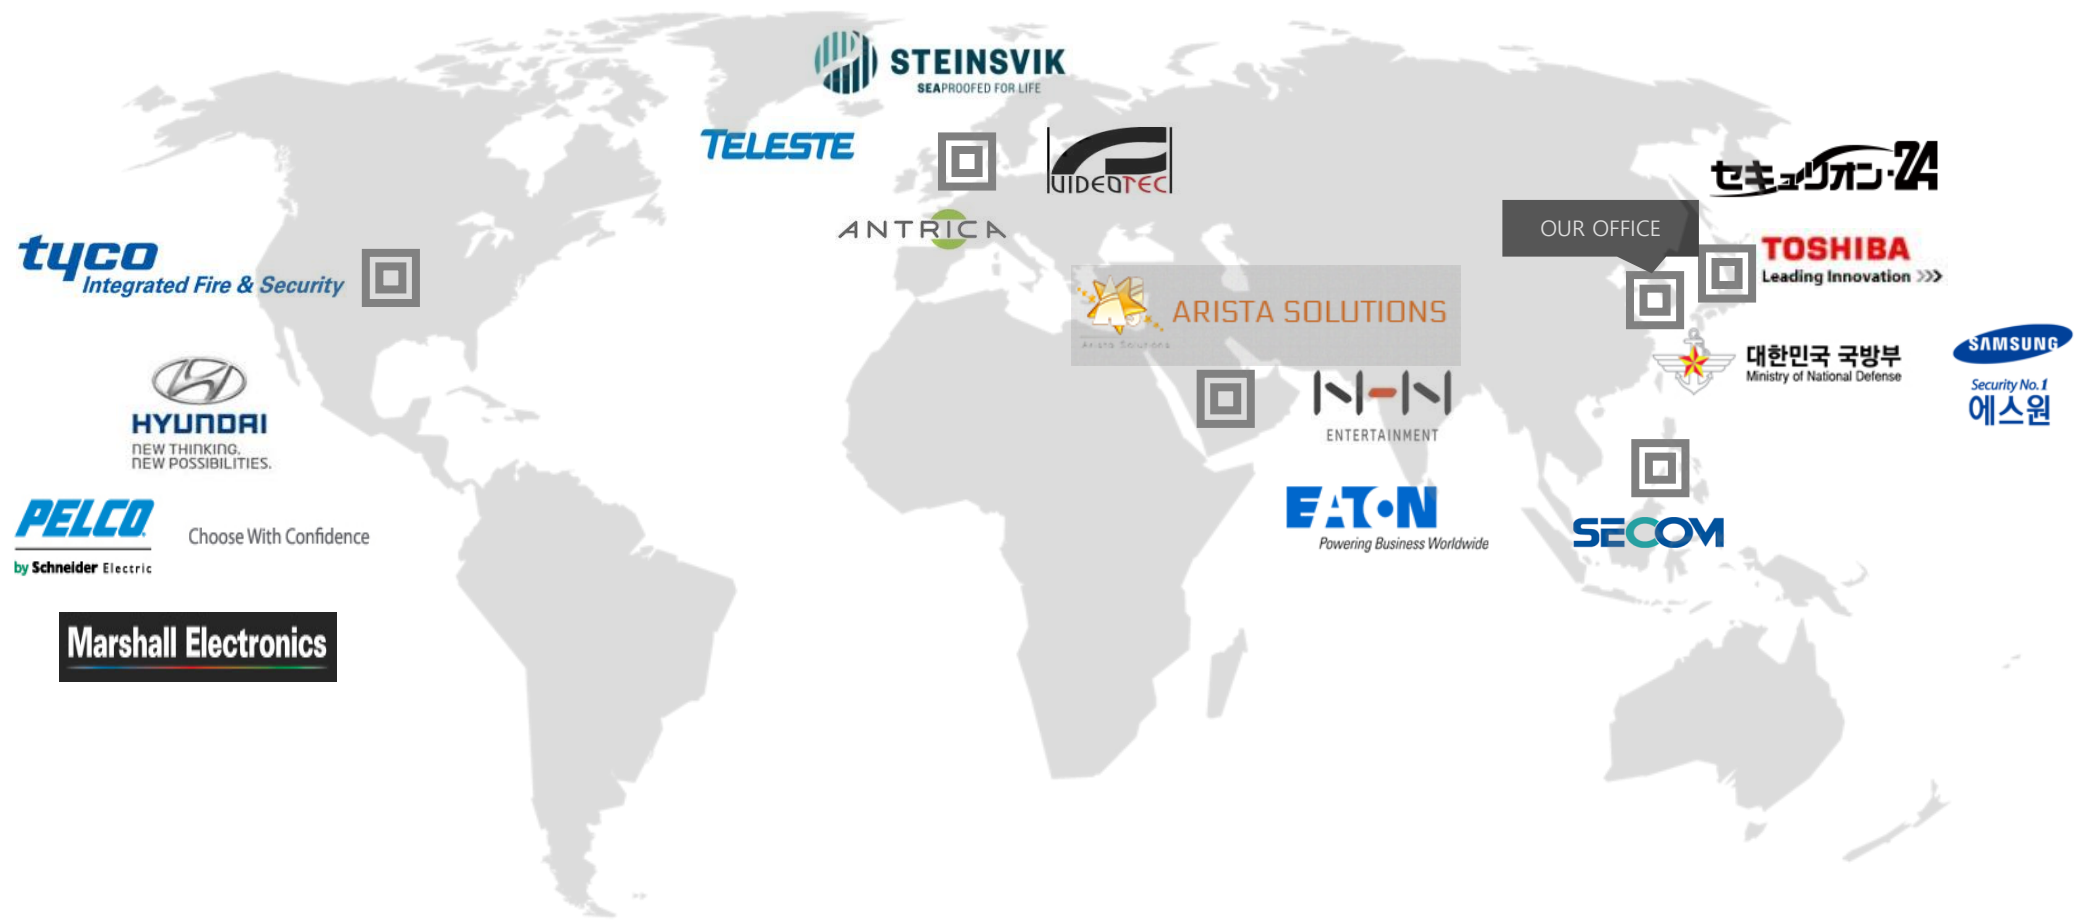 STEINSVIK
SEAPROOFED FOR LIFE
TELESTE
VIDEOTEC
ANTRICA
tyco
Integrated Fire & Security
HYUNDAI
NEW THINKING.
NEW POSSIBILITIES.
PELCO
by Schneider Electric
Choose With Confidence
Marshall Electronics
ARISTA SOLUTIONS
Arista Solutions
N-N
ENTERTAINMENT
EATON
Powering Business Worldwide
セキュリオン·24
OUR OFFICE
TOSHIBA
Leading Innovation >>>
대한민국 국방부
Ministry of National Defense
SAMSUNG
Security No.1
에스원
SECOM